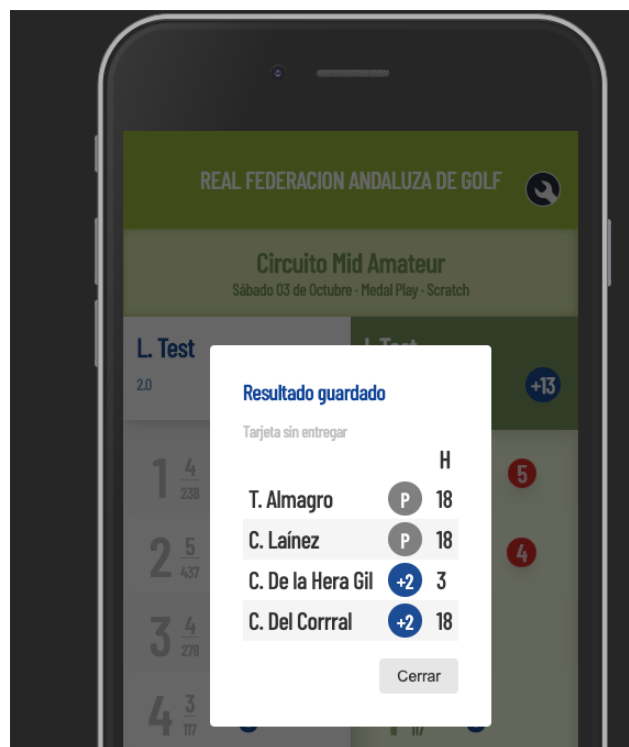 REAL FEDERACION ANDALUZA DE GOLF
Circuito Mid Amateur
Sábado 03 de Octubre · Medal Play · Scratch
L. Test
2.0
+13
Resultado guardado
Tarjeta sin entregar
H
T. Almagro P 18
C. Laínez P 18
C. De la Hera Gil +2 3
C. Del Corrral +2 18
Cerrar
1 4 238 5
2 5 437 4
3 4 278
4 3 117
117